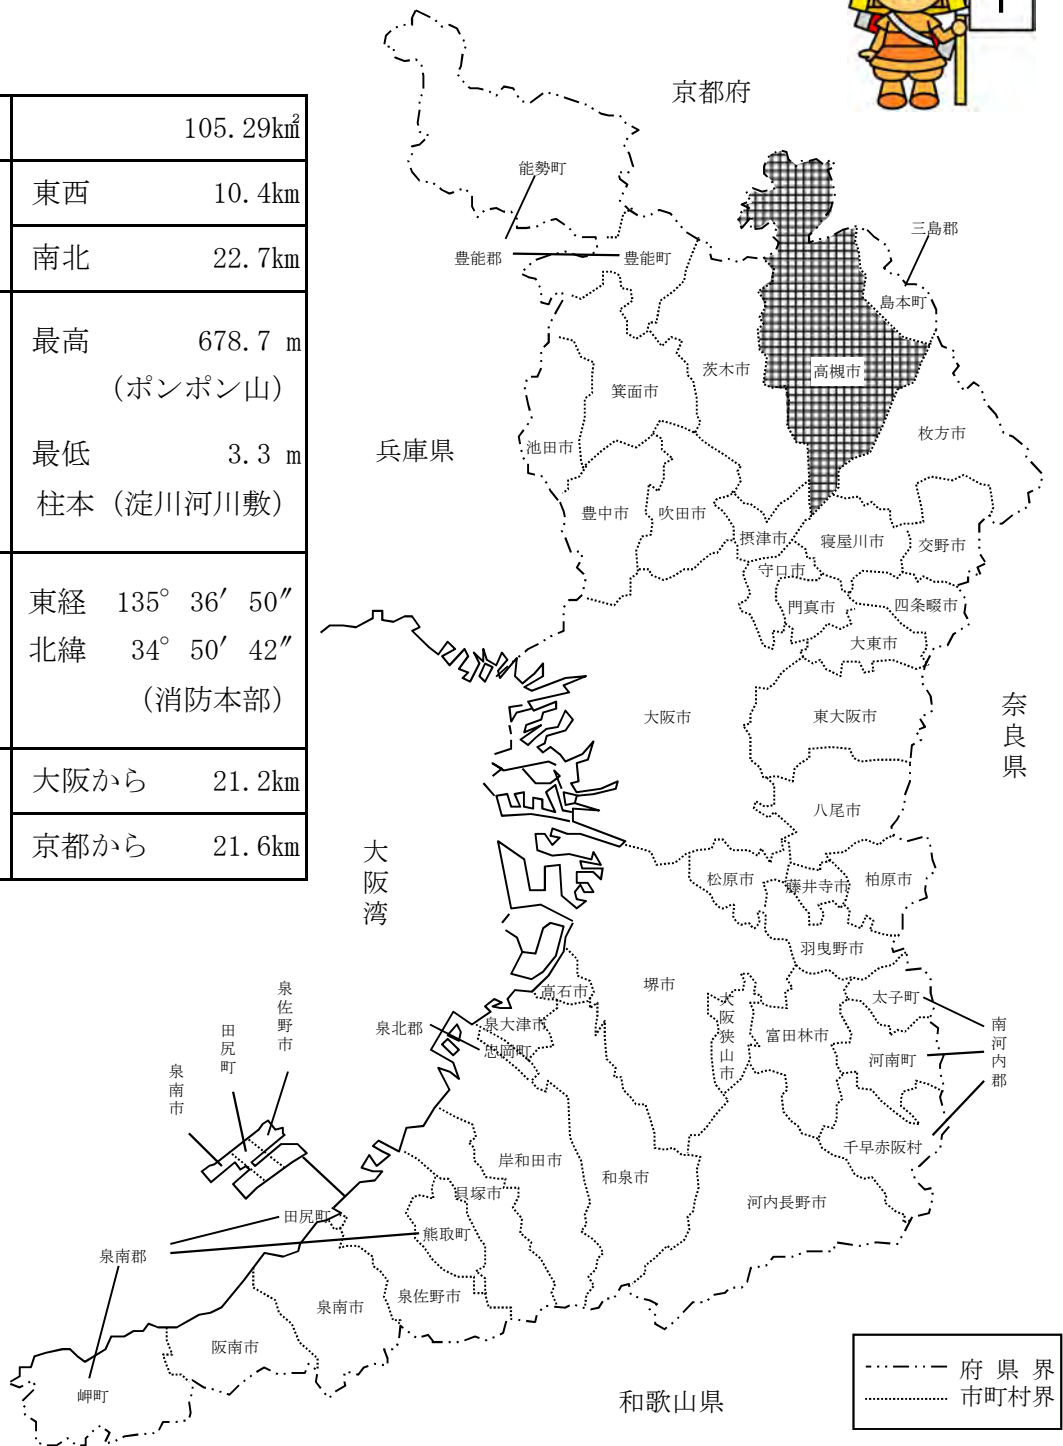 105.29㎢
東西 10.4㎞
南北 22.7㎞
最高 678.7 m
（ポンポン山）
最低 3.3 m
柱本（淀川河川敷）
東経 135° 36′ 50″
北緯 34° 50′ 42″
（消防本部）
大阪から 21.2㎞
京都から 21.6㎞
京都府
能勢町
豊能郡
豊能町
三島郡
島本町
茨木市
高槻市
箕面市
枚方市
兵庫県
池田市
豊中市
吹田市
摂津市
寝屋川市
交野市
守口市
門真市
四条畷市
大東市
大阪市
東大阪市
奈良県
八尾市
大阪湾
松原市
藤井寺市
柏原市
羽曳野市
堺市
高石市
大阪狭山市
太子町
富田林市
南河内郡
河南町
泉北郡
泉大津市
忠岡町
泉佐野市
田尻町
泉南市
千早赤阪村
岸和田市
和泉市
貝塚市
河内長野市
田尻町
熊取町
泉南郡
泉佐野市
泉南市
阪南市
岬町
和歌山県
府県界
市町村界